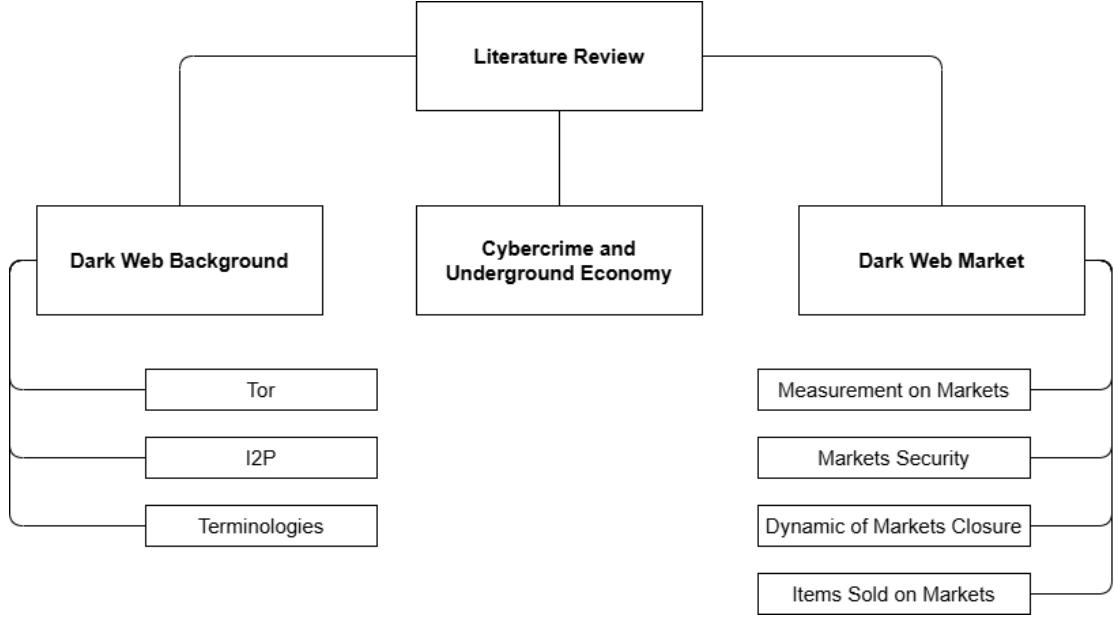 Literature Review
Dark Web Background
Cybercrime and
Underground Economy
Dark Web Market
Tor
I2P
Terminologies
Measurement on Markets
Markets Security
Dynamic of Markets Closure
Items Sold on Markets